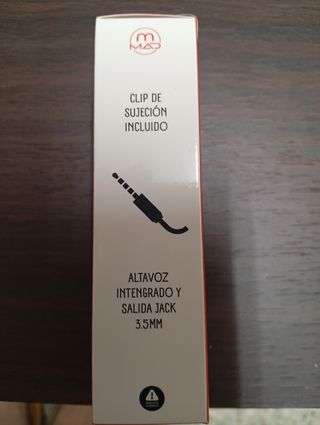 m
MAD
CLIP DE
SUJECIÓN
INCLUIDO
ALTAVOZ
INTENGRADO Y
SALIDA JACK
3.5MM